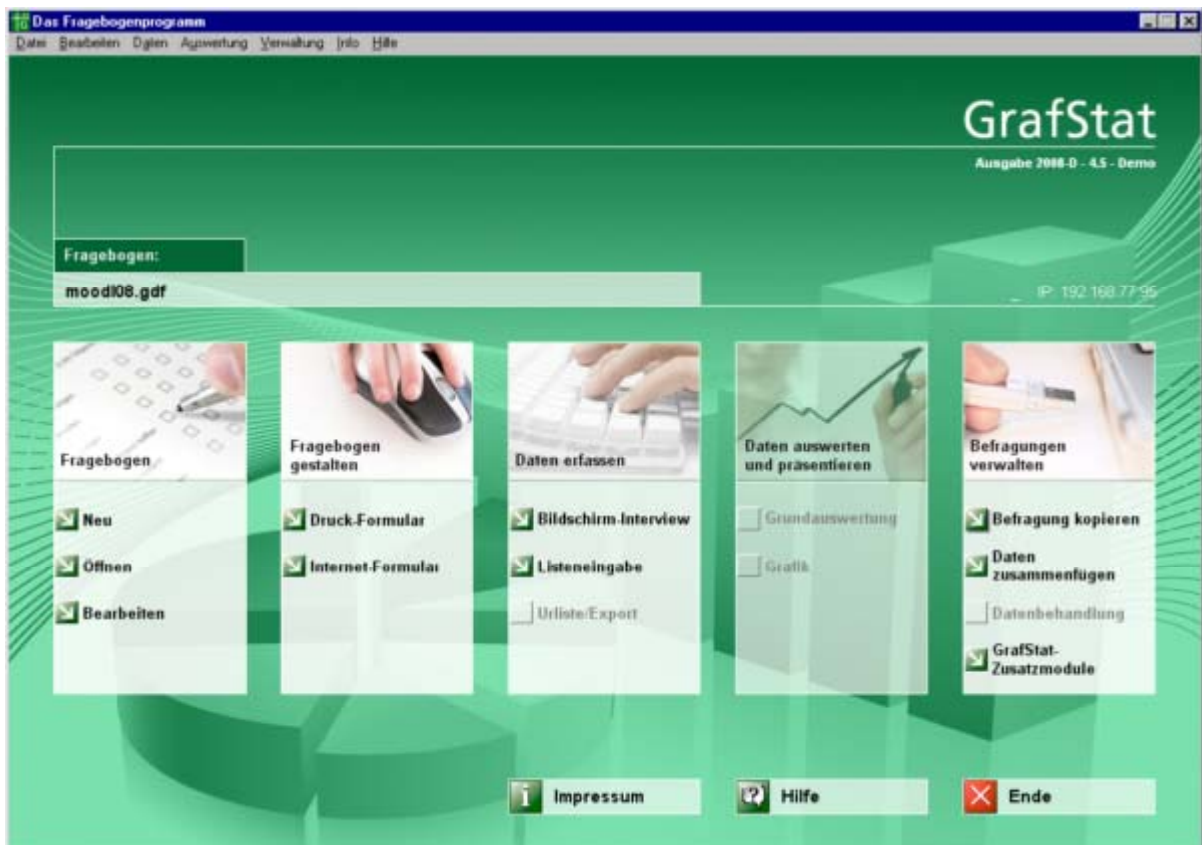 Das Fragebogenprogramm
Datei Bearbeiten Daten Auswertung Verwaltung Info Hilfe
GrafStat
Ausgabe 2008-D - 4.5 - Demo
Fragebogen:
moodl08.gdf
IP: 192.168.77.95
Fragebogen
Neu
Öffnen
Bearbeiten
Fragebogen
gestalten
Druck-Formular
Internet-Formular
Daten erfassen
Bildschirm-Interview
Listeneingabe
Urliste/Export
Daten auswerten
und präsentieren
Grundauswertung
Grafik
Befragungen
verwalten
Befragung kopieren
Daten
zusammenfügen
Datenbehandlung
GrafStat-
Zusatzmodule
Impressum
Hilfe
Ende